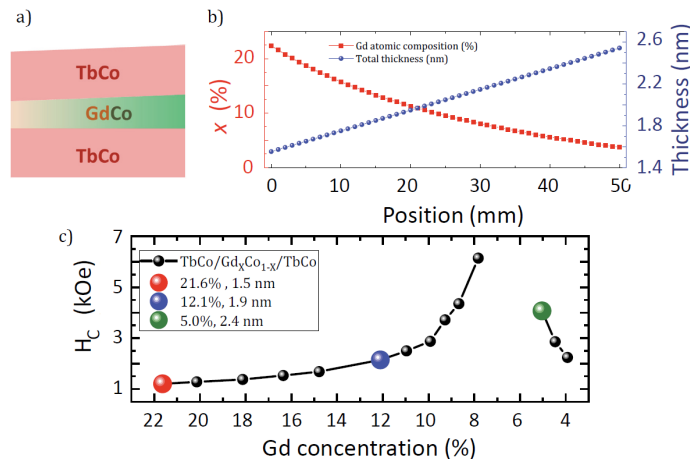 a)
TbCo
GdCo
TbCo
b)
Gd atomic composition (%)
Total thickness (nm)
x (%)
20
10
0
Thickness (nm)
2.6
2.2
1.8
1.4
0 10 20 30 40 50
Position (mm)
c)
TbCo/Gd_XCo_{1-X}/TbCo
21.6% , 1.5 nm
12.1%, 1.9 nm
5.0%, 2.4 nm
H_C (kOe)
7
5
3
1
22 20 18 16 14 12 10 8 6 4
Gd concentration (%)